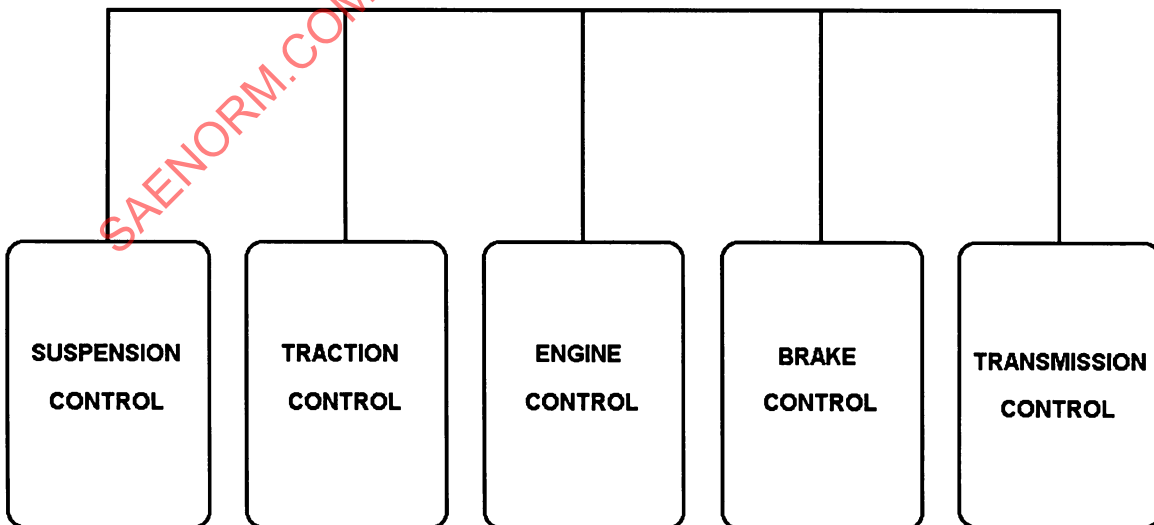 SAENORM.COM
SUSPENSION
CONTROL
TRACTION
CONTROL
ENGINE
CONTROL
BRAKE
CONTROL
TRANSMISSION
CONTROL